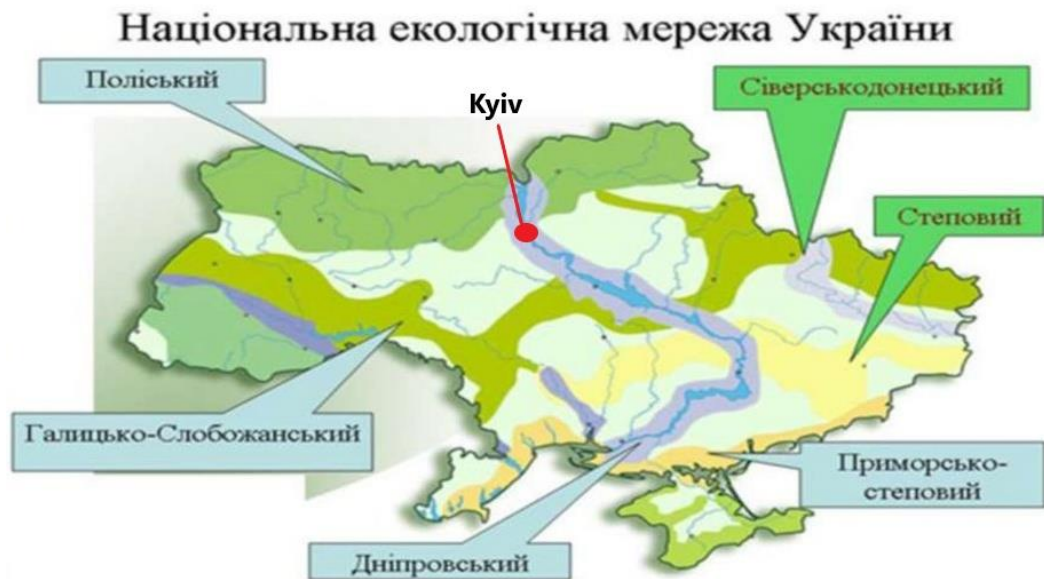 Національна екологічна мережа України
Поліський
Kyiv
Сіверськодонецький
Степовий
Галицько-Слобожанський
Приморсько-
степовий
Дніпровський